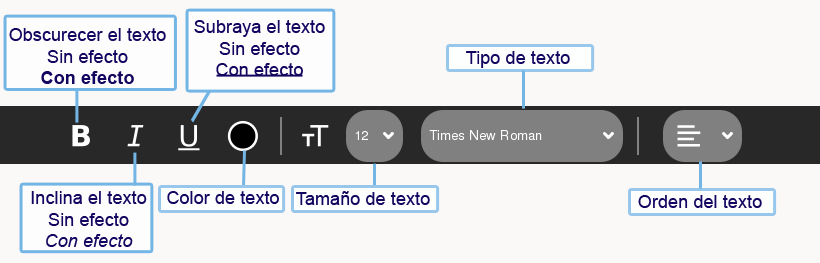 Obscurecer el texto
Sin efecto
Con efecto
Subraya el texto
Sin efecto
Con efecto
Tipo de texto
B
I
U
TT
12
Times New Roman
Inclina el texto
Sin efecto
Con efecto
Color de texto
Tamaño de texto
Orden del texto